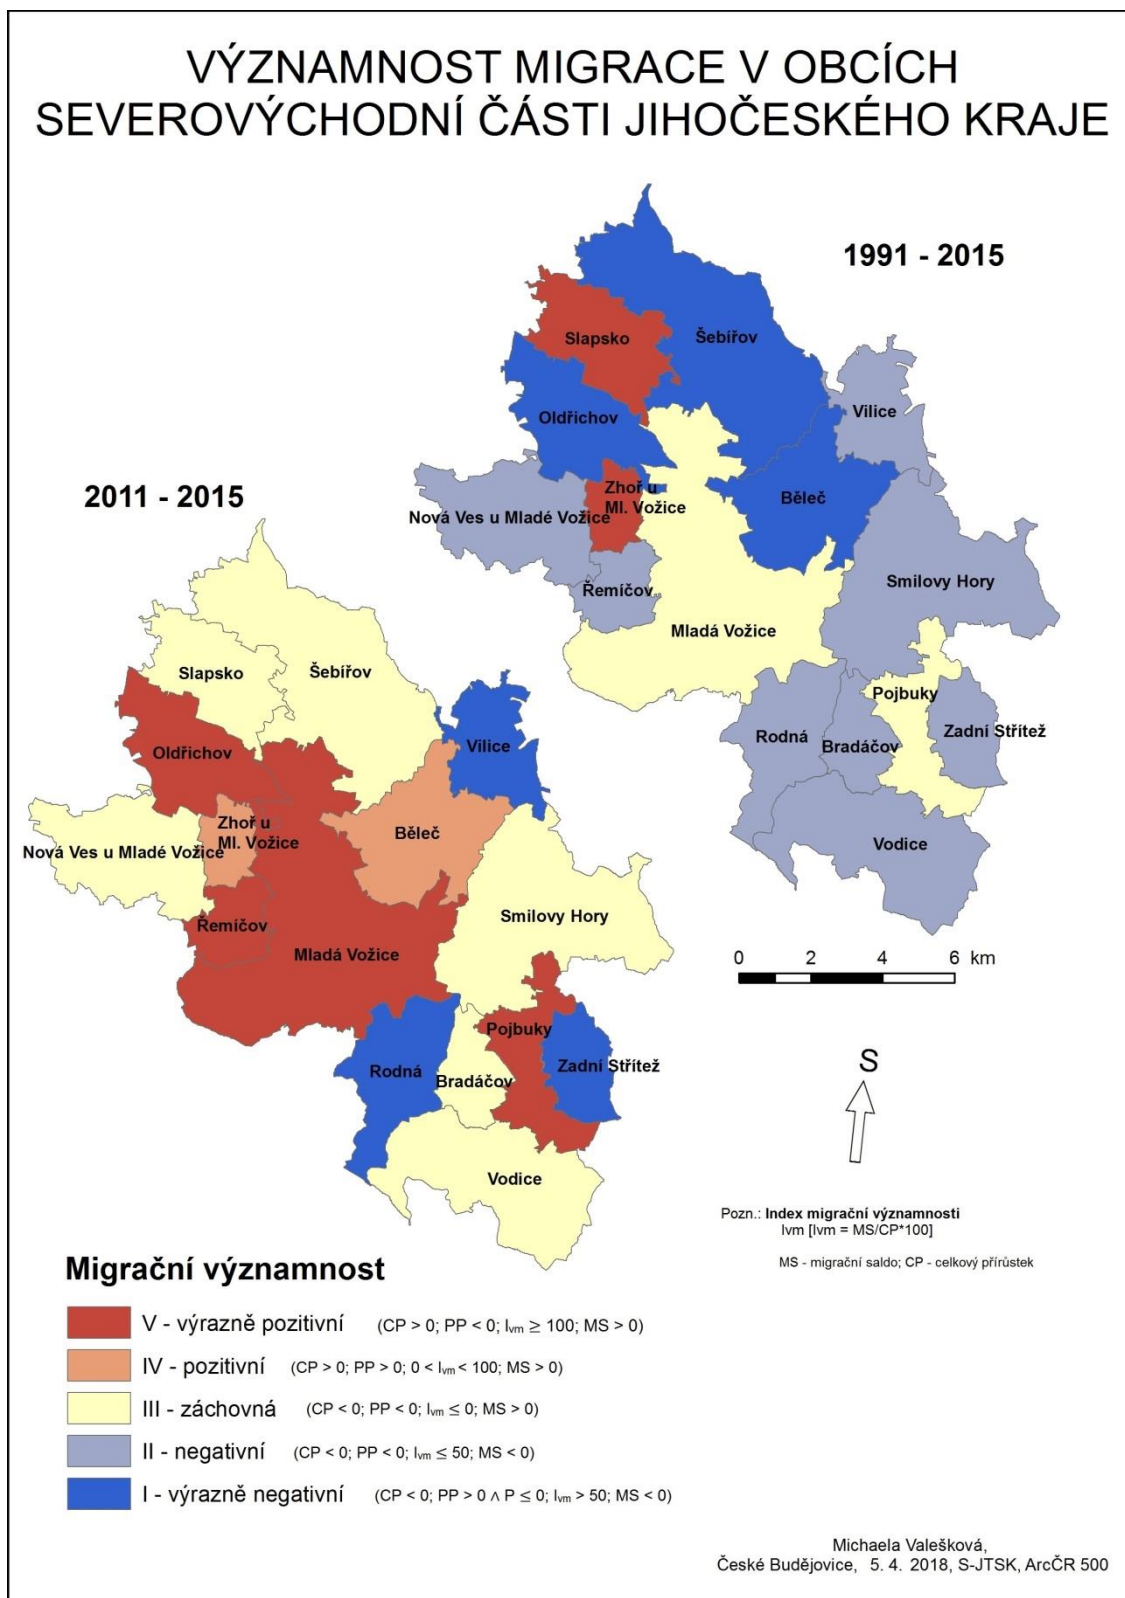 VÝZNAMNOST MIGRACE V OBCÍCH
SEVEROVÝCHODNÍ ČÁSTI JIHOČESKÉHO KRAJE
1991 - 2015
Slapsko
Šebířov
Vilice
Oldřichov
Zhoř u
Ml. Vožice
Běleč
Nová Ves u Mladé Vožice
Řemíčov
Smilovy Hory
Mladá Vožice
Pojbuky
Rodná
Bradáčov
Zadní Střítež
Vodice
2011 - 2015
Slapsko
Šebířov
Oldřichov
Vilice
Zhoř u
Ml. Vožice
Běleč
Nová Ves u Mladé Vožice
Řemíčov
Smilovy Hory
Mladá Vožice
Pojbuky
Rodná
Bradáčov
Zadní Střítež
Vodice
0 2 4 6 km
S
Pozn.: Index migrační významnosti
Ivm [Ivm = MS/CP*100]
MS - migrační saldo; CP - celkový přírůstek
Migrační významnost
V - výrazně pozitivní (CP > 0; PP < 0; Ivm ≥ 100; MS > 0)
IV - pozitivní (CP > 0; PP > 0; 0 < Ivm < 100; MS > 0)
III - záchovná (CP < 0; PP < 0; Ivm ≤ 0; MS > 0)
II - negativní (CP < 0; PP < 0; Ivm ≤ 50; MS < 0)
I - výrazně negativní (CP < 0; PP > 0 ∧ P ≤ 0; Ivm > 50; MS < 0)
Michaela Valešková,
České Budějovice, 5. 4. 2018, S-JTSK, ArcČR 500